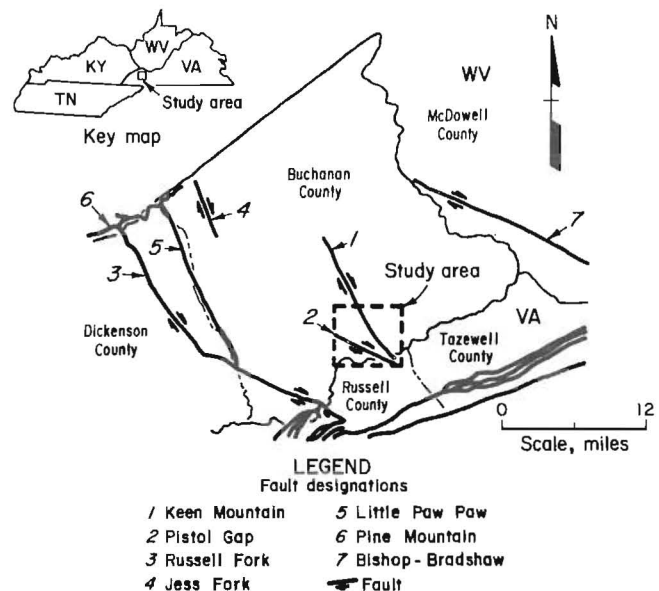 WV
KY
VA
TN
Study area
Key map
N
WV
McDowell
County
Buchanan
County
6
4
5
3
1
7
Study area
2
Dickenson
County
VA
Tazewell
County
Russell
County
0 12
Scale, miles
LEGEND
Fault designations
1 Keen Mountain
2 Pistol Gap
3 Russell Fork
4 Jess Fork
5 Little Paw Paw
6 Pine Mountain
7 Bishop-Bradshaw
Fault